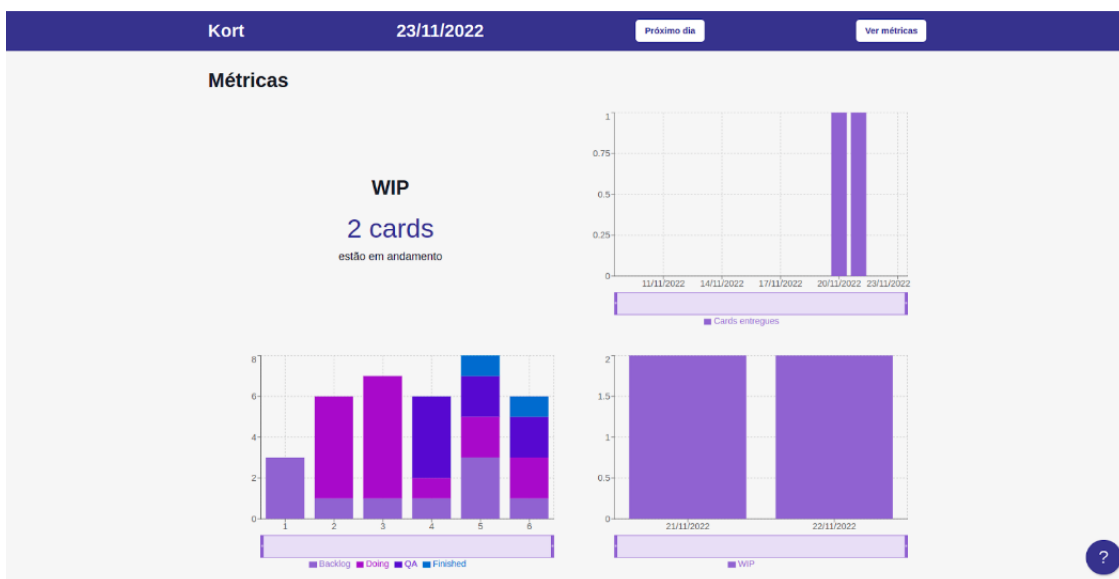 Kort 23/11/2022 Próximo dia Ver métricas
Métricas
WIP
2 cards
estão em andamento
1
0.75
0.5
0.25
0
11/11/2022 14/11/2022 17/11/2022 20/11/2022 23/11/2022
Cards entregues
8
6
4
2
0
1 2 3 4 5 6
Backlog Doing QA Finished
2
1.5
1
0.5
0
21/11/2022 22/11/2022
WIP
?